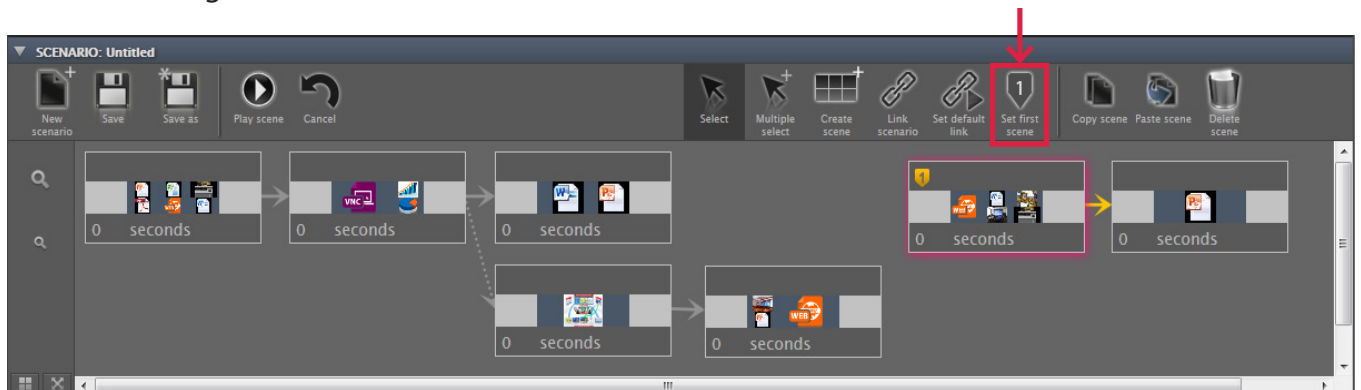 SCENARIO: Untitled
New scenario
Save
Save as
Play scene
Cancel
Select
Multiple select
Create scene
Link scenario
Set default link
1
Set first scene
Copy scene
Paste scene
Delete scene
VNC
0 seconds
0 seconds
0 seconds
1
0 seconds
0 seconds
0 seconds
WEB
0 seconds